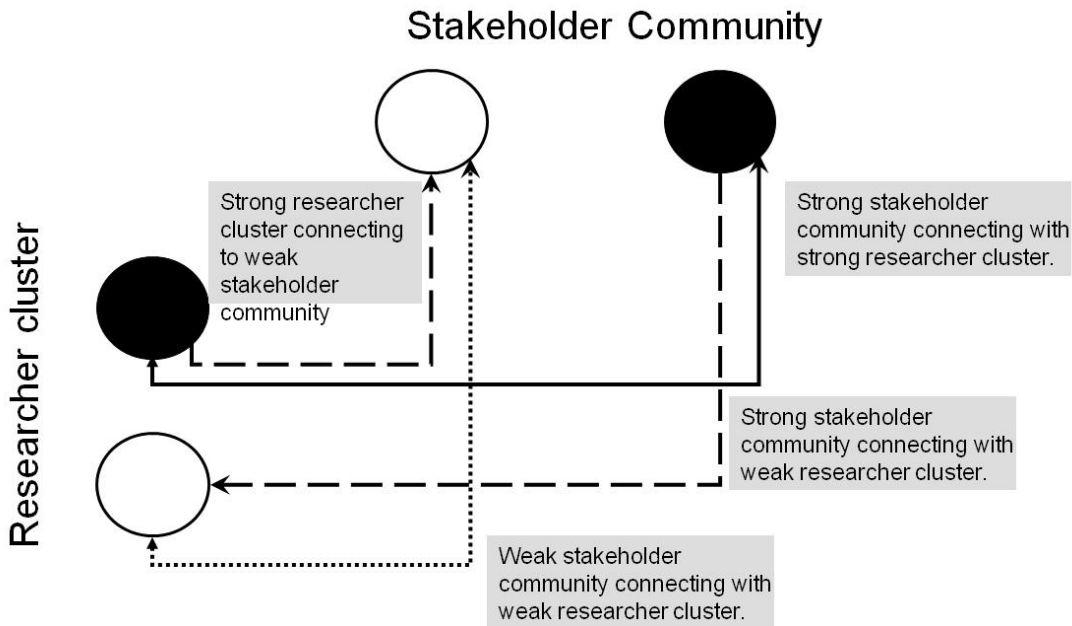 Stakeholder Community
Strong researcher
cluster connecting
to weak
stakeholder
community
Strong stakeholder
community connecting with
strong researcher cluster.
Researcher cluster
Strong stakeholder
community connecting with
weak researcher cluster.
Weak stakeholder
community connecting with
weak researcher cluster.